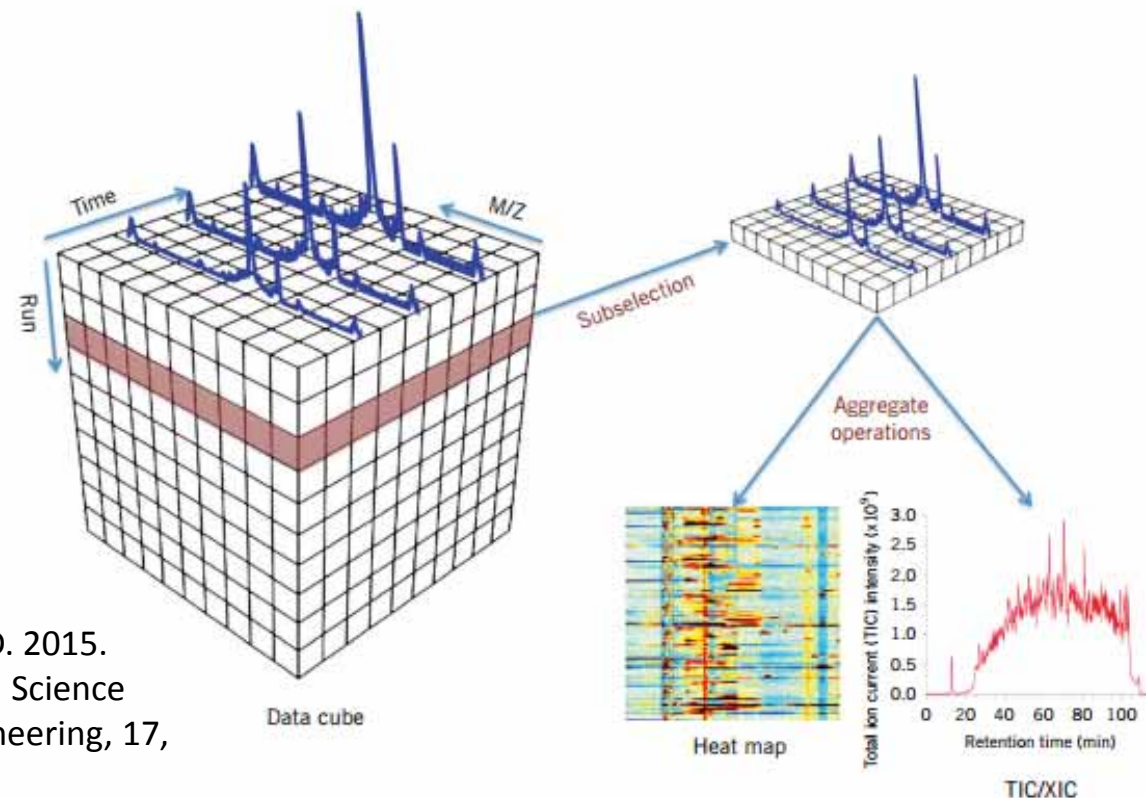 Time
M/Z
Run
Subselection
Aggregate
operations
Data cube
Heat map
Total ion current (TIC) intensity (x10⁹)
3.0
2.5
2.0
1.5
1.0
0.5
0.0
0 20 40 60 80 100
Retention time (min)
TIC/XIC
. 2015.
Science
neering, 17,